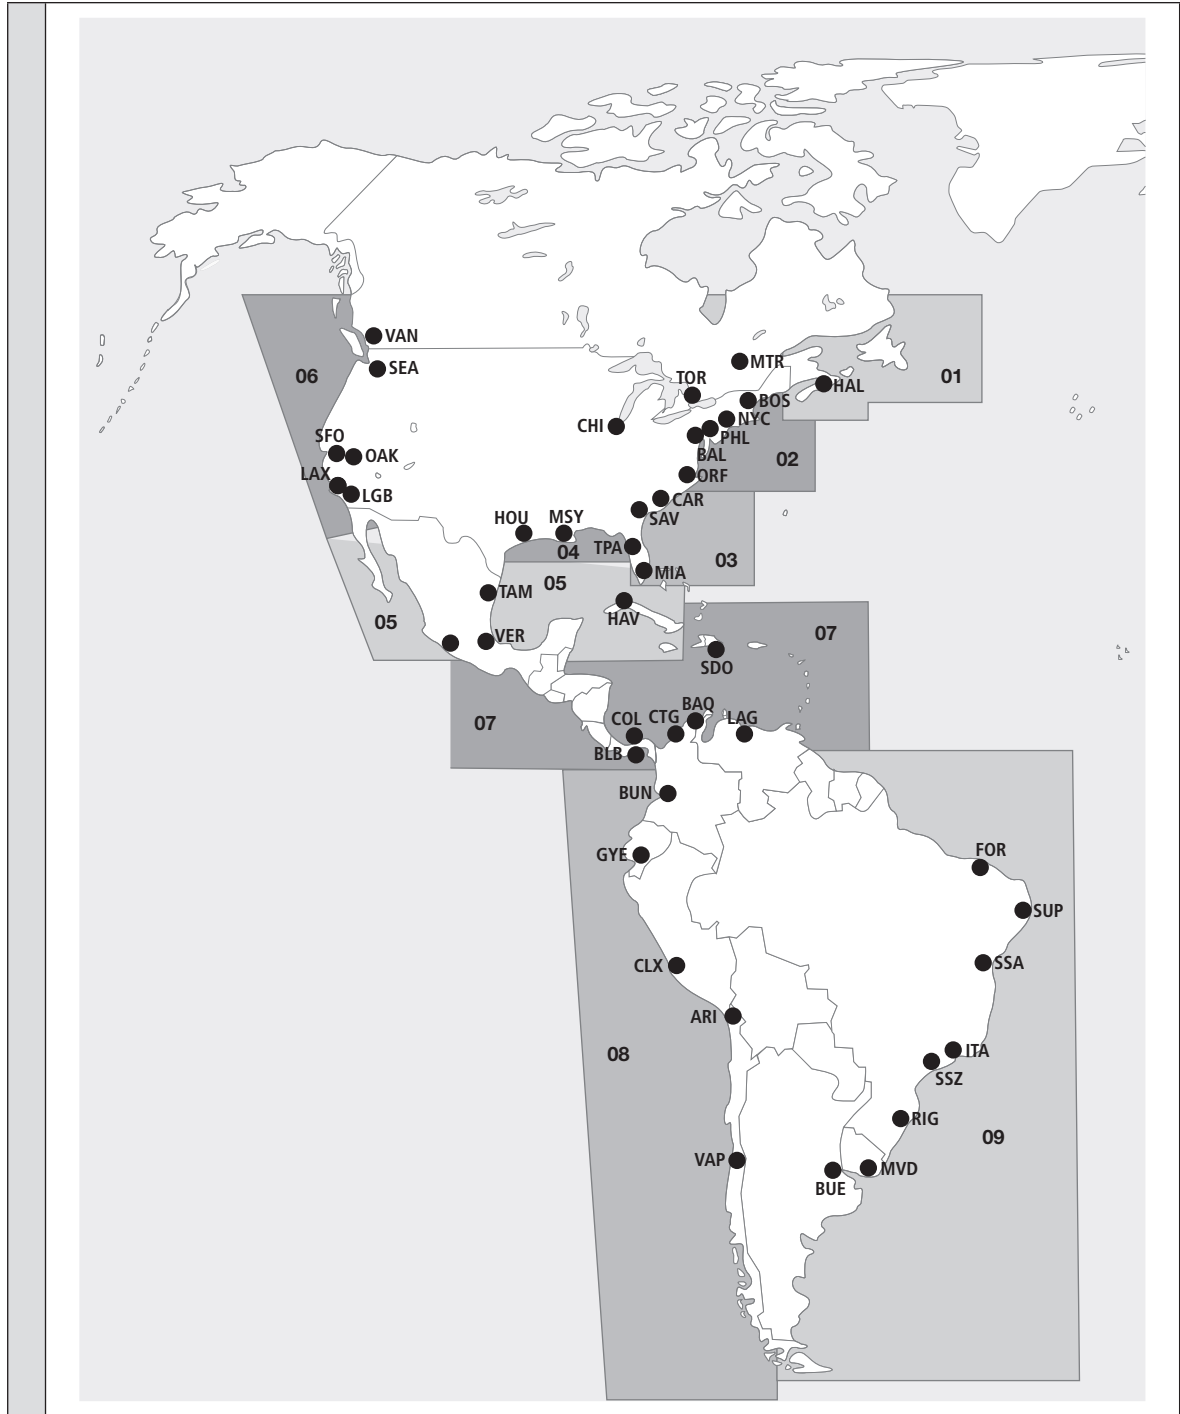 VAN
SEA
06
MTR
TOR
HAL
01
BOS
CHI
NYC
PHL
SFO
OAK
BAL
02
LAX
ORF
LGB
CAR
HOU
MSY
SAV
04
TPA
03
MIA
05
TAM
HAV
05
VER
07
SDO
07
COL
CTG
BAQ
LAG
BLB
BUN
GYE
FOR
SUP
CLX
SSA
ARI
08
ITA
SSZ
RIG
09
VAP
MVD
BUE